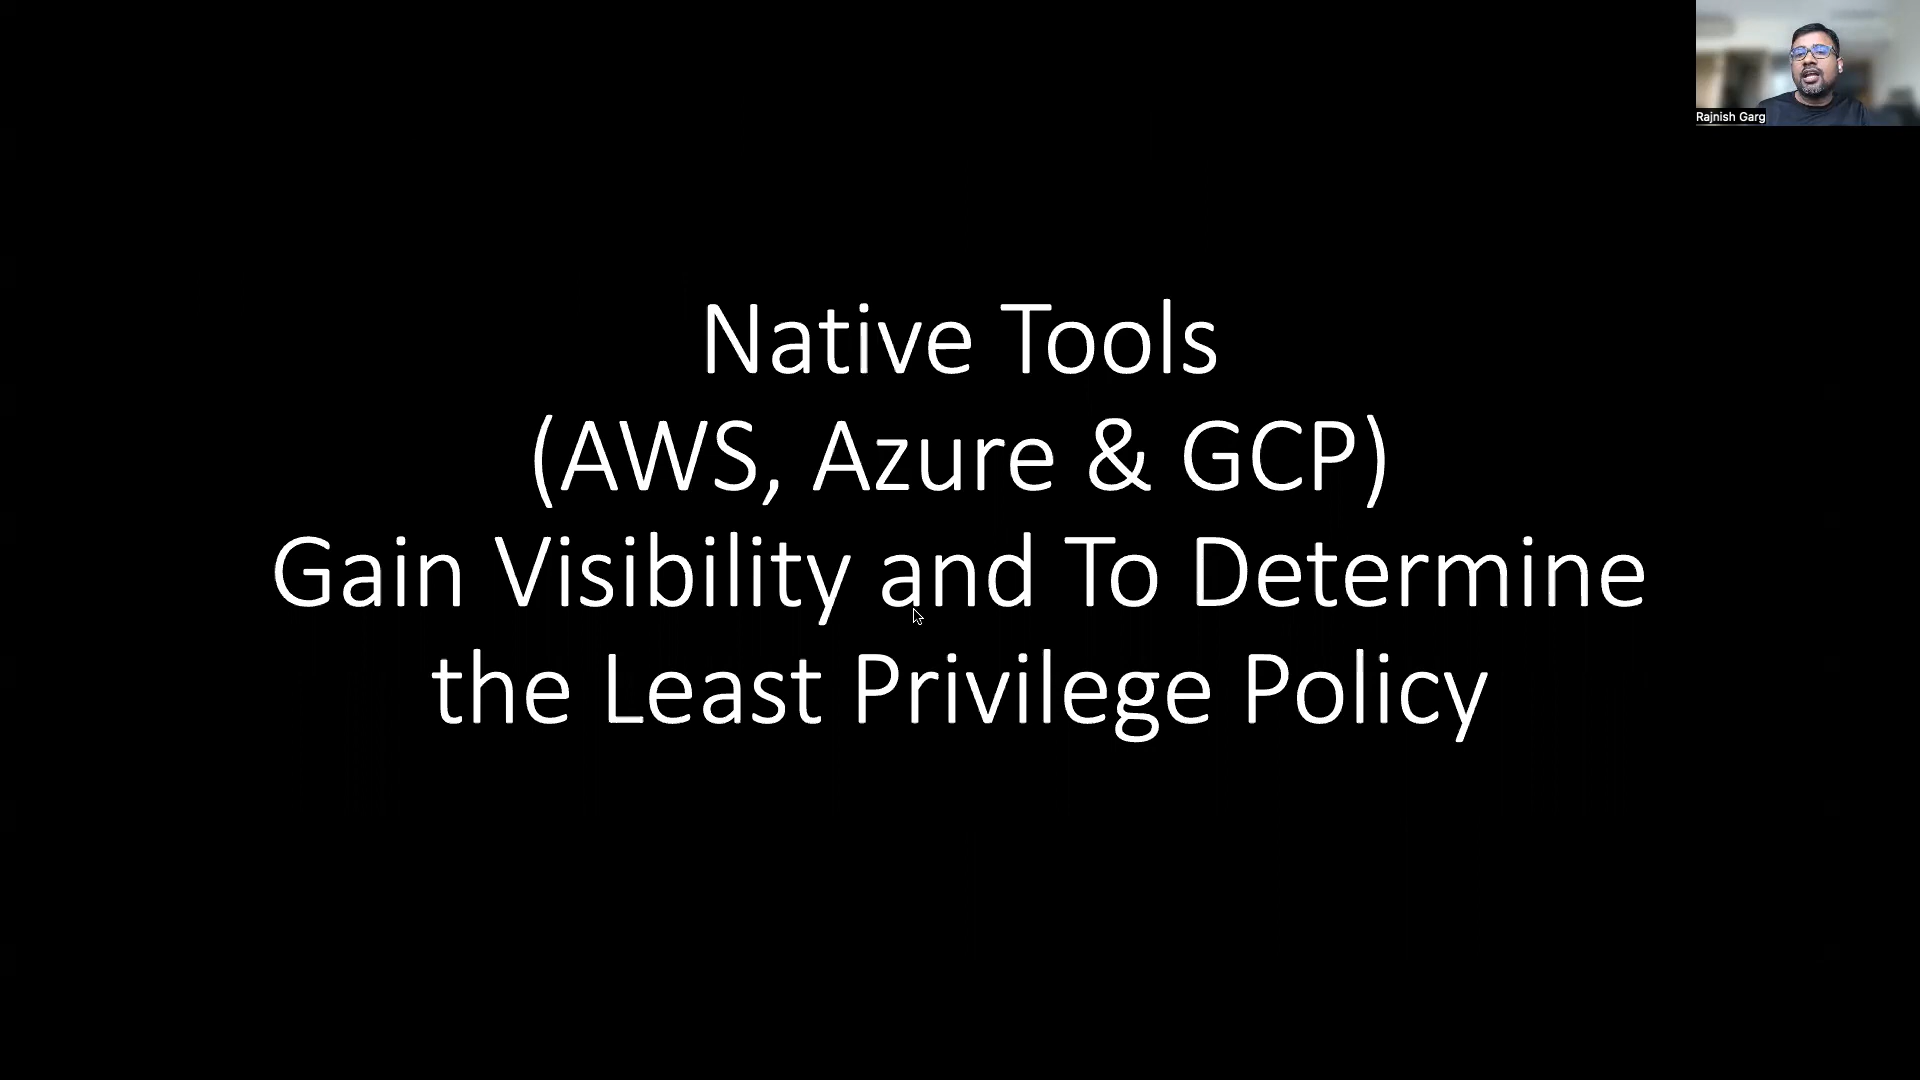 Rajnish Garg
Native Tools
(AWS, Azure & GCP)
Gain Visibility and To Determine
the Least Privilege Policy